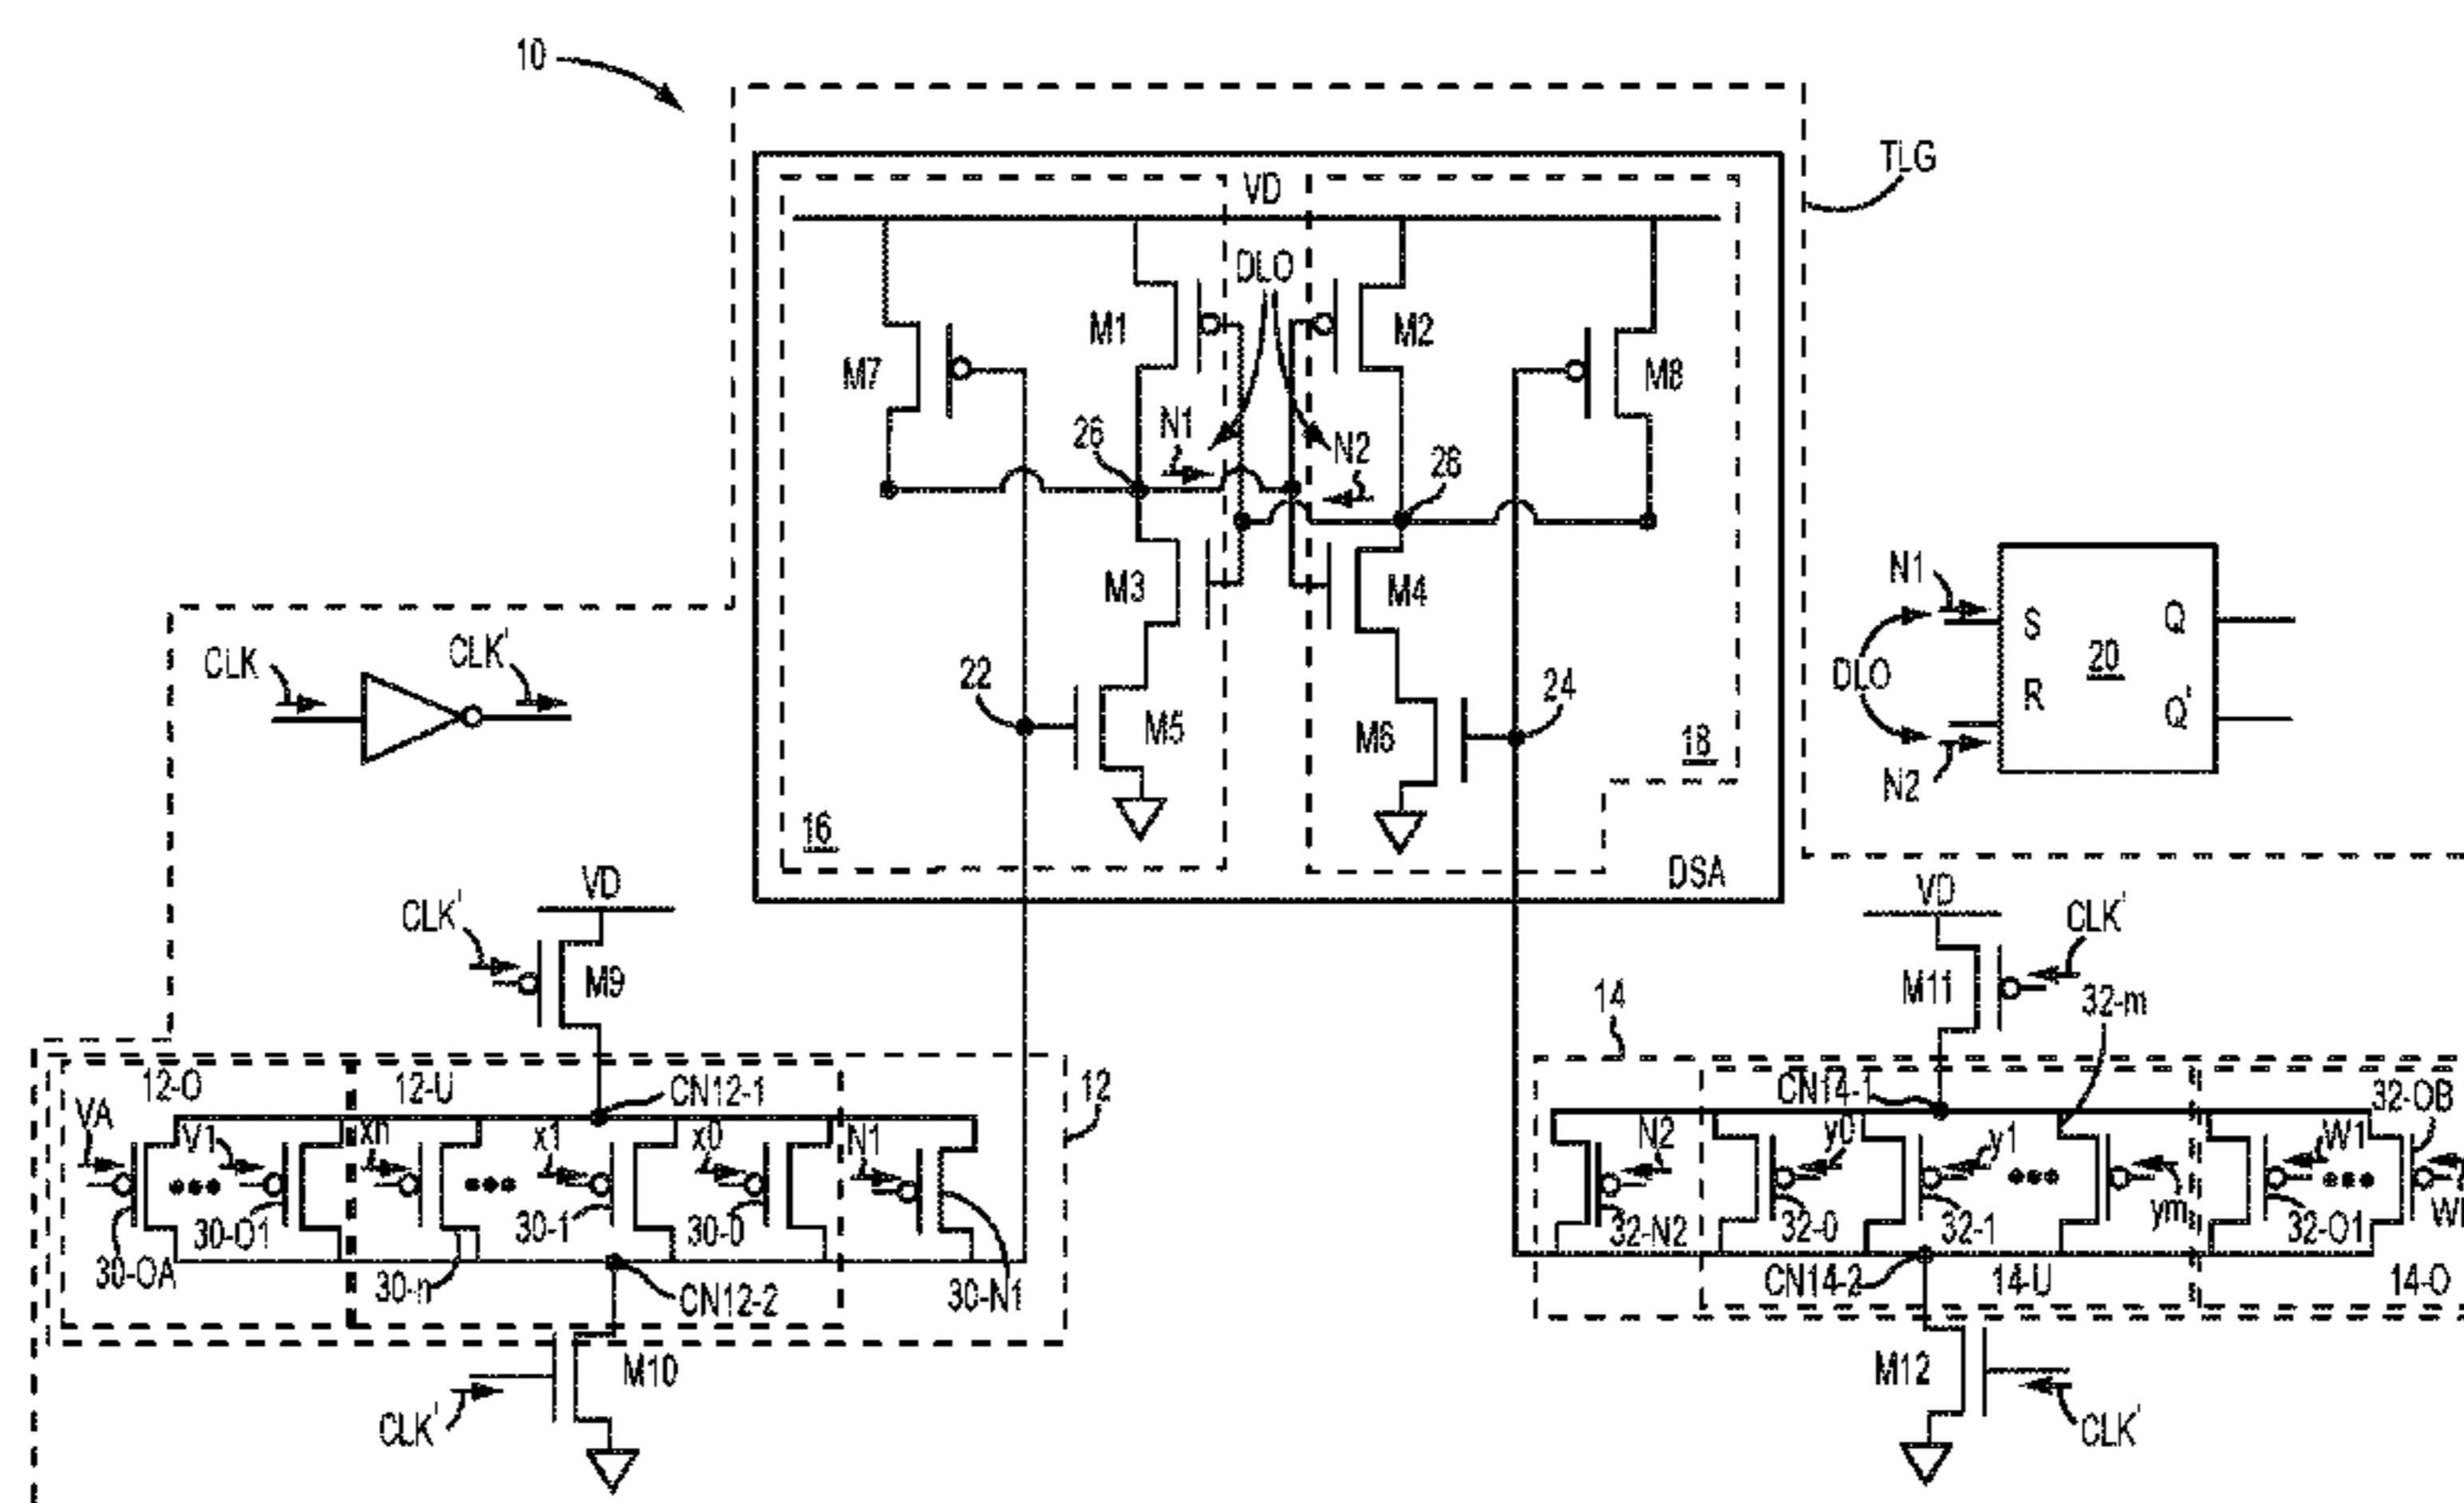 10
TLG
VD
DLO
M1
M2
M7
M8
N1
N2
26
26
M3
M4
22
24
M5
M6
16
18
DSA
CLK
CLK'
N1
DLO
N2
S
R
20
Q
Q'
VD
CLK'
M9
VD
CLK'
M11
32-m
14
12-O
12-U
CN12-1
12
VA
V1
xn
x1
x0
N1
30-OA
30-O1
30-n
30-1
30-0
30-N1
CN12-2
M10
CLK'
CN14-1
32-OB
N2
y0
y1
ym
W1
32-N2
32-0
32-1
32-O1
CN14-2
14-U
14-O
M12
CLK'